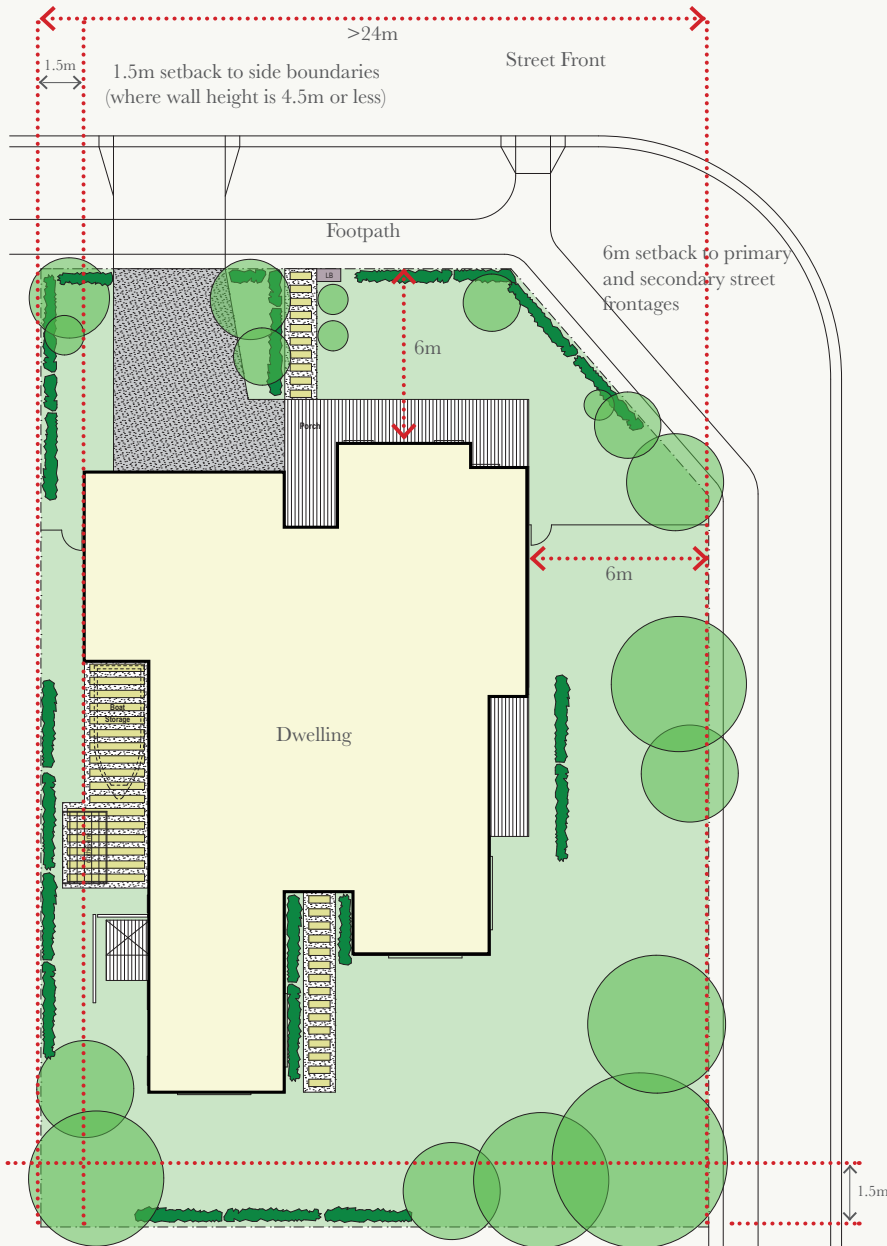 >24m
Street Front
1.5m
1.5m setback to side boundaries
(where wall height is 4.5m or less)
Footpath
6m setback to primary
and secondary street
frontages
LB
6m
Porch
6m
Boat
Storage
Dwelling
1.5m